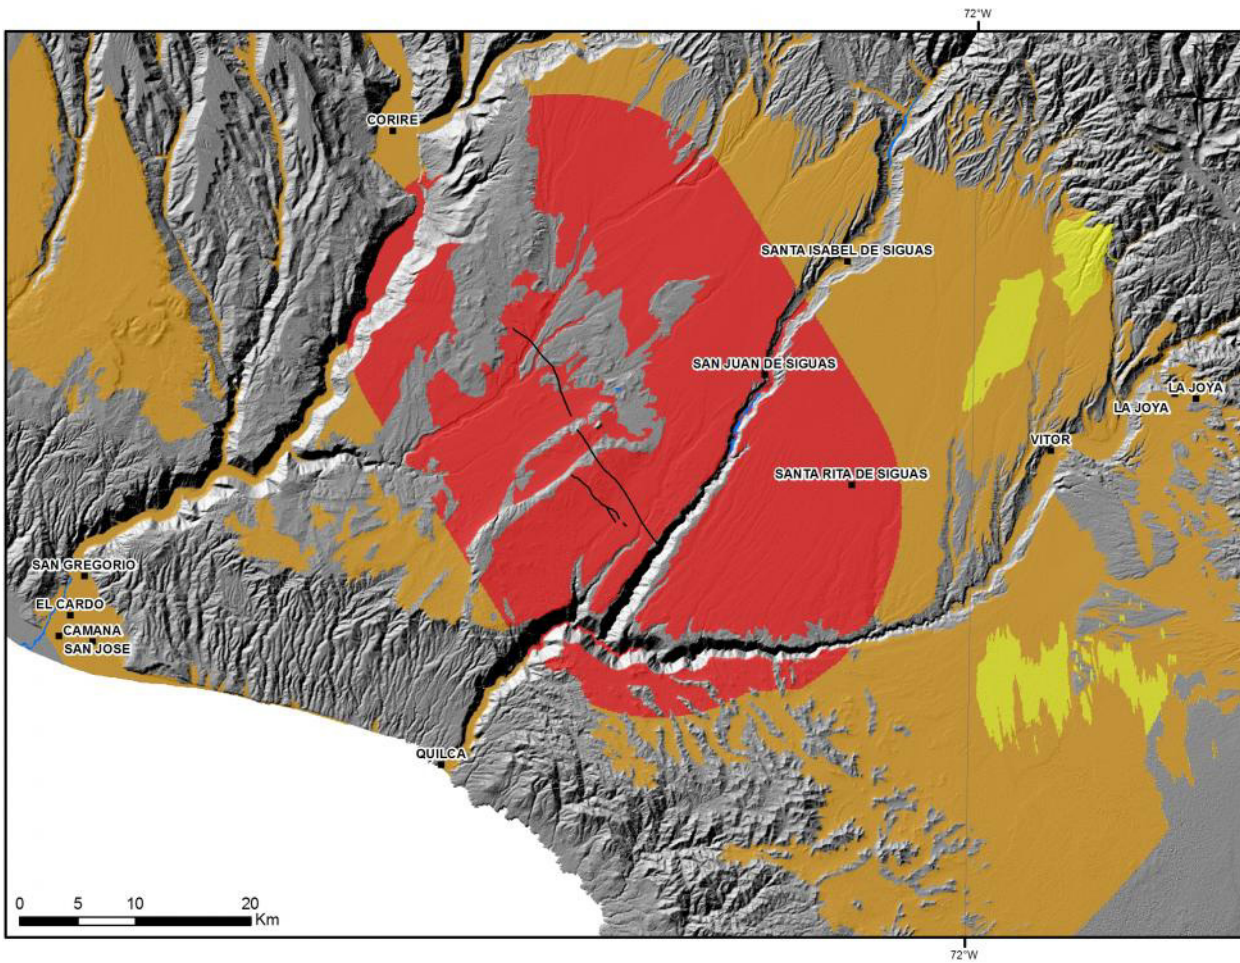 72°W
CORIRE
SANTA ISABEL DE SIGUAS
SAN JUAN DE SIGUAS
LA JOYA
LA JOYA
VITOR
SANTA RITA DE SIGUAS
SAN GREGORIO
EL CARDO
CAMANA
SAN JOSE
QUILCA
0 5 10 20
Km
72°W